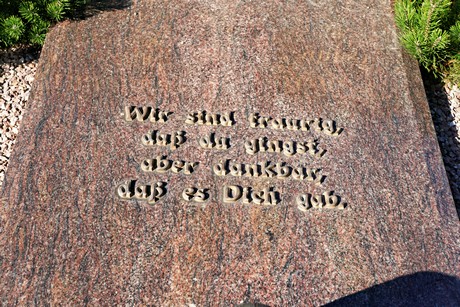 Wir sind traurig,
daß du gingst,
aber dankbar,
daß es Dich gab.